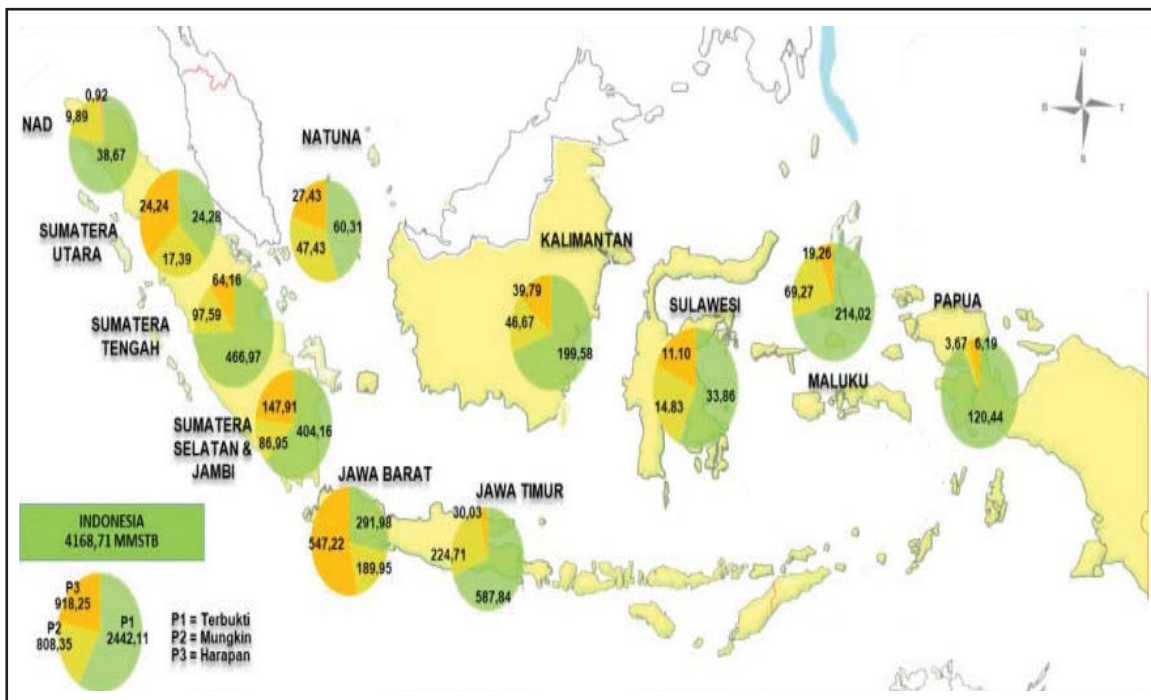 U
B
T
S
NAD
0,92
9,89
38,67
SUMATERA
UTARA
24,24
24,28
17,39
NATUNA
27,43
60,31
47,43
SUMATERA
TENGAH
64,16
97,59
466,97
SUMATERA
SELATAN &
JAMBI
147,91
404,16
86,95
KALIMANTAN
39,79
46,67
199,58
SULAWESI
11.10
33,86
14.83
19,26
69,27
214,02
MALUKU
PAPUA
3,67
6,19
120,44
JAWA BARAT
291,98
547,22
189,95
JAWA TIMUR
30,03
224,71
587,84
INDONESIA
4168,71 MMSTB
P3
918,25
P2
808,35
P1
2442,11
P1 = Terbukti
P2 = Mungkin
P3 = Harapan